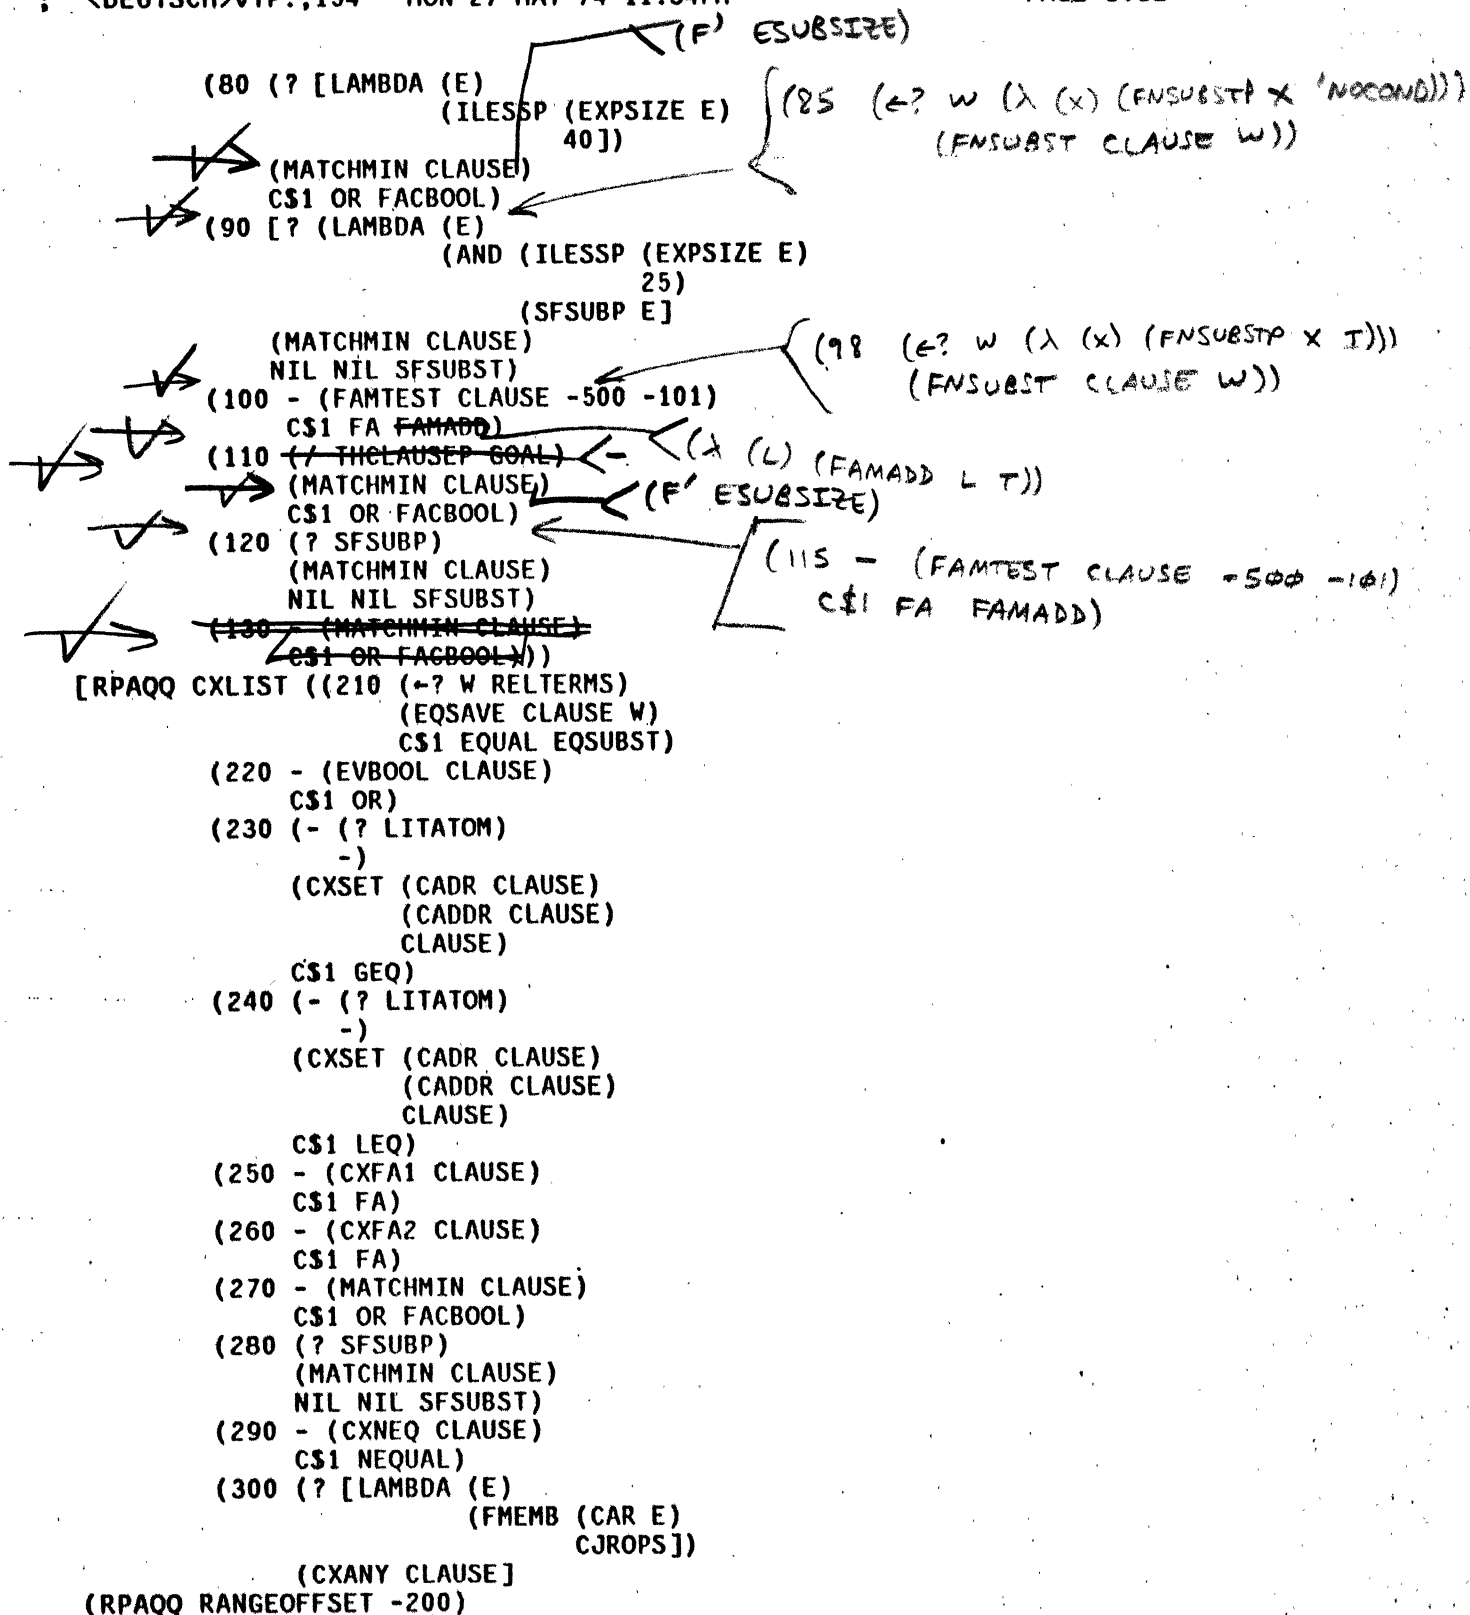 (F' ESUBSIZE)
(80 (? [LAMBDA (E)
(ILESSP (EXPSIZE E)
40])
(MATCHMIN CLAUSE)
C$1 OR FACBOOL)
(85 (←? W (λ (X) (FNSUBSTP X 'NOCOND)))
(FNSUBST CLAUSE W))
(90 [? (LAMBDA (E)
(AND (ILESSP (EXPSIZE E)
25)
(SFSUBP E]
(MATCHMIN CLAUSE)
NIL NIL SFSUBST)
(98 (←? W (λ (X) (FNSUBSTP X T)))
(FNSUBST CLAUSE W))
(100 - (FAMTEST CLAUSE -500 -101)
C$1 FA FAMADD)
(λ (L) (FAMADD L T))
(110 (/ THCLAUSEP GOAL) -
(MATCHMIN CLAUSE)
(F' ESUBSIZE)
C$1 OR FACBOOL)
(115 - (FAMTEST CLAUSE -500 -101)
C$1 FA FAMADD)
(120 (? SFSUBP)
(MATCHMIN CLAUSE)
NIL NIL SFSUBST)
(130 - (MATCHMIN CLAUSE)
C$1 OR FACBOOL)))
[RPAQQ CXLIST ((210 (←? W RELTERMS)
(EQSAVE CLAUSE W)
C$1 EQUAL EQSUBST)
(220 - (EVBOOL CLAUSE)
C$1 OR)
(230 (- (? LITATOM)
-)
(CXSET (CADR CLAUSE)
(CADDR CLAUSE)
CLAUSE)
C$1 GEQ)
(240 (- (? LITATOM)
-)
(CXSET (CADR CLAUSE)
(CADDR CLAUSE)
CLAUSE)
C$1 LEQ)
(250 - (CXFA1 CLAUSE)
C$1 FA)
(260 - (CXFA2 CLAUSE)
C$1 FA)
(270 - (MATCHMIN CLAUSE)
C$1 OR FACBOOL)
(280 (? SFSUBP)
(MATCHMIN CLAUSE)
NIL NIL SFSUBST)
(290 - (CXNEQ CLAUSE)
C$1 NEQUAL)
(300 (? [LAMBDA (E)
(FMEMB (CAR E)
CJROPS])
(CXANY CLAUSE]
(RPAQQ RANGEOFFSET -200)